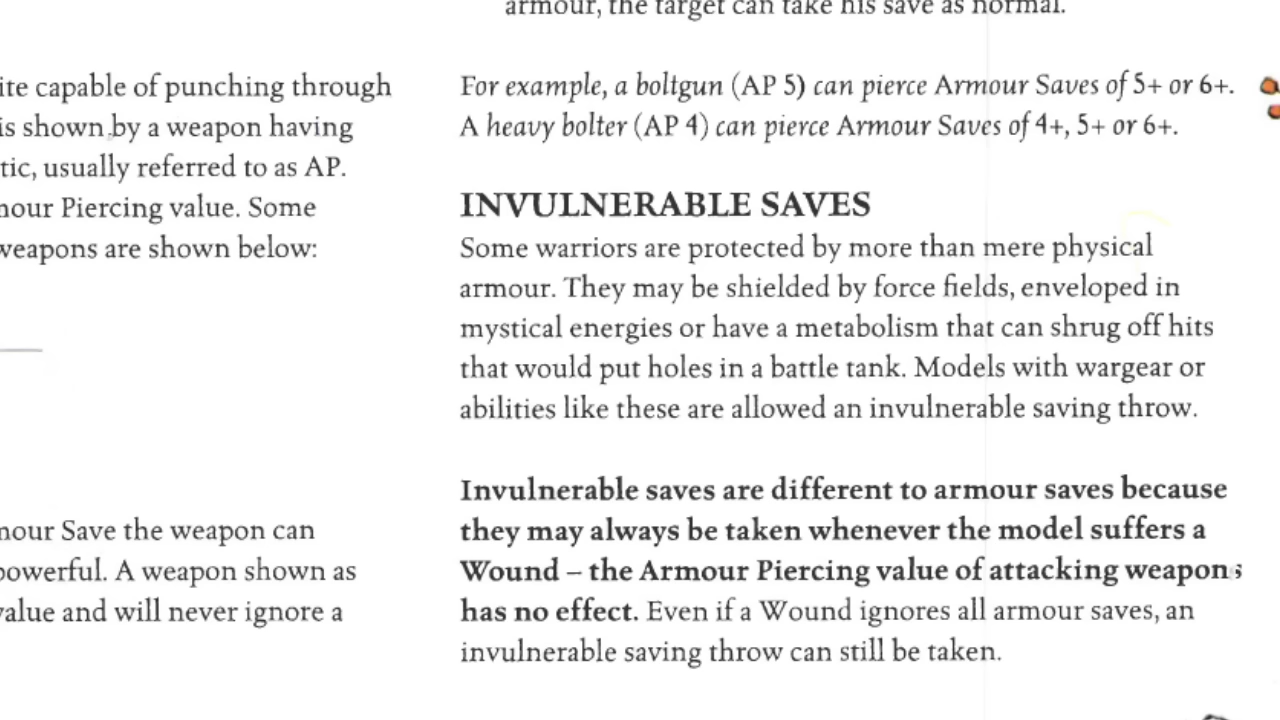 ite capable of punching through
is shown by a weapon having
tic, usually referred to as AP.
mour Piercing value. Some
weapons are shown below:
mour Save the weapon can
powerful. A weapon shown as
value and will never ignore a
armour, the target can take his save as normal.
For example, a boltgun (AP 5) can pierce Armour Saves of 5+ or 6+.
A heavy bolter (AP 4) can pierce Armour Saves of 4+, 5+ or 6+.
INVULNERABLE SAVES
Some warriors are protected by more than mere physical
armour. They may be shielded by force fields, enveloped in
mystical energies or have a metabolism that can shrug off hits
that would put holes in a battle tank. Models with wargear or
abilities like these are allowed an invulnerable saving throw.
Invulnerable saves are different to armour saves because
they may always be taken whenever the model suffers a
Wound – the Armour Piercing value of attacking weapons
has no effect. Even if a Wound ignores all armour saves, an
invulnerable saving throw can still be taken.